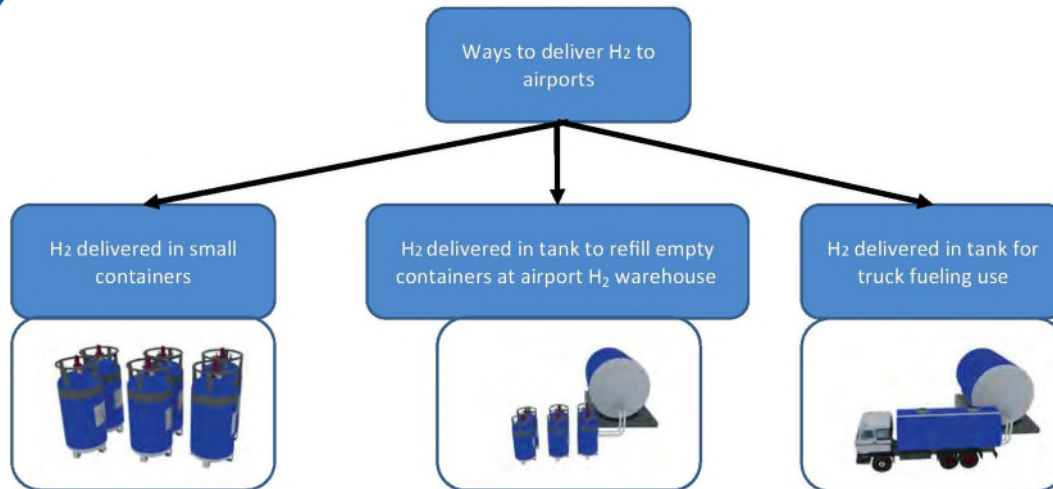 Ways to deliver H2 to
airports
H2 delivered in small
containers
H2 delivered in tank to refill empty
containers at airport H₂ warehouse
H2 delivered in tank for
truck fueling use